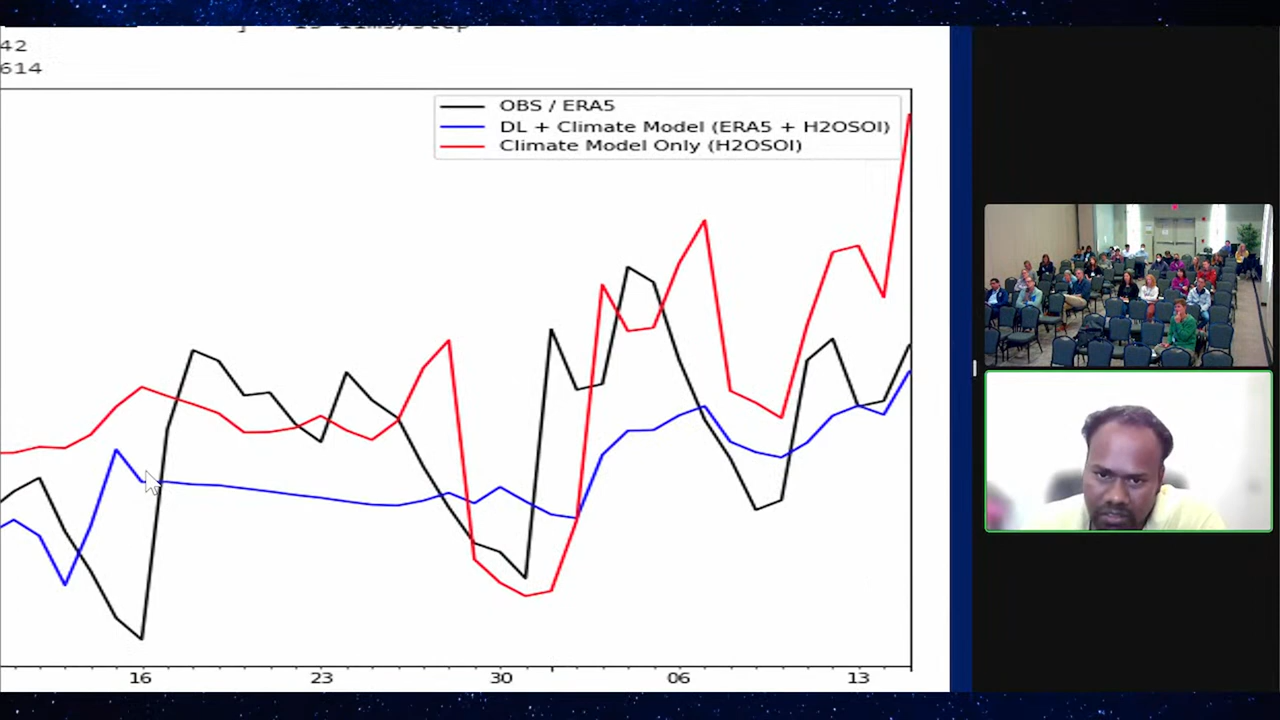 42
614
OBS / ERA5
DL + Climate Model (ERA5 + H2OSOI)
Climate Model Only (H2OSOI)
16 23 30 06 13